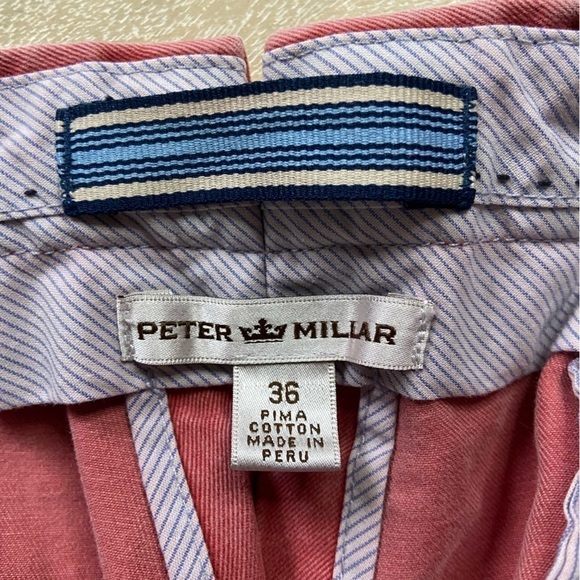 PETER MILLAR
36
PIMA
COTTON
MADE IN
PERU